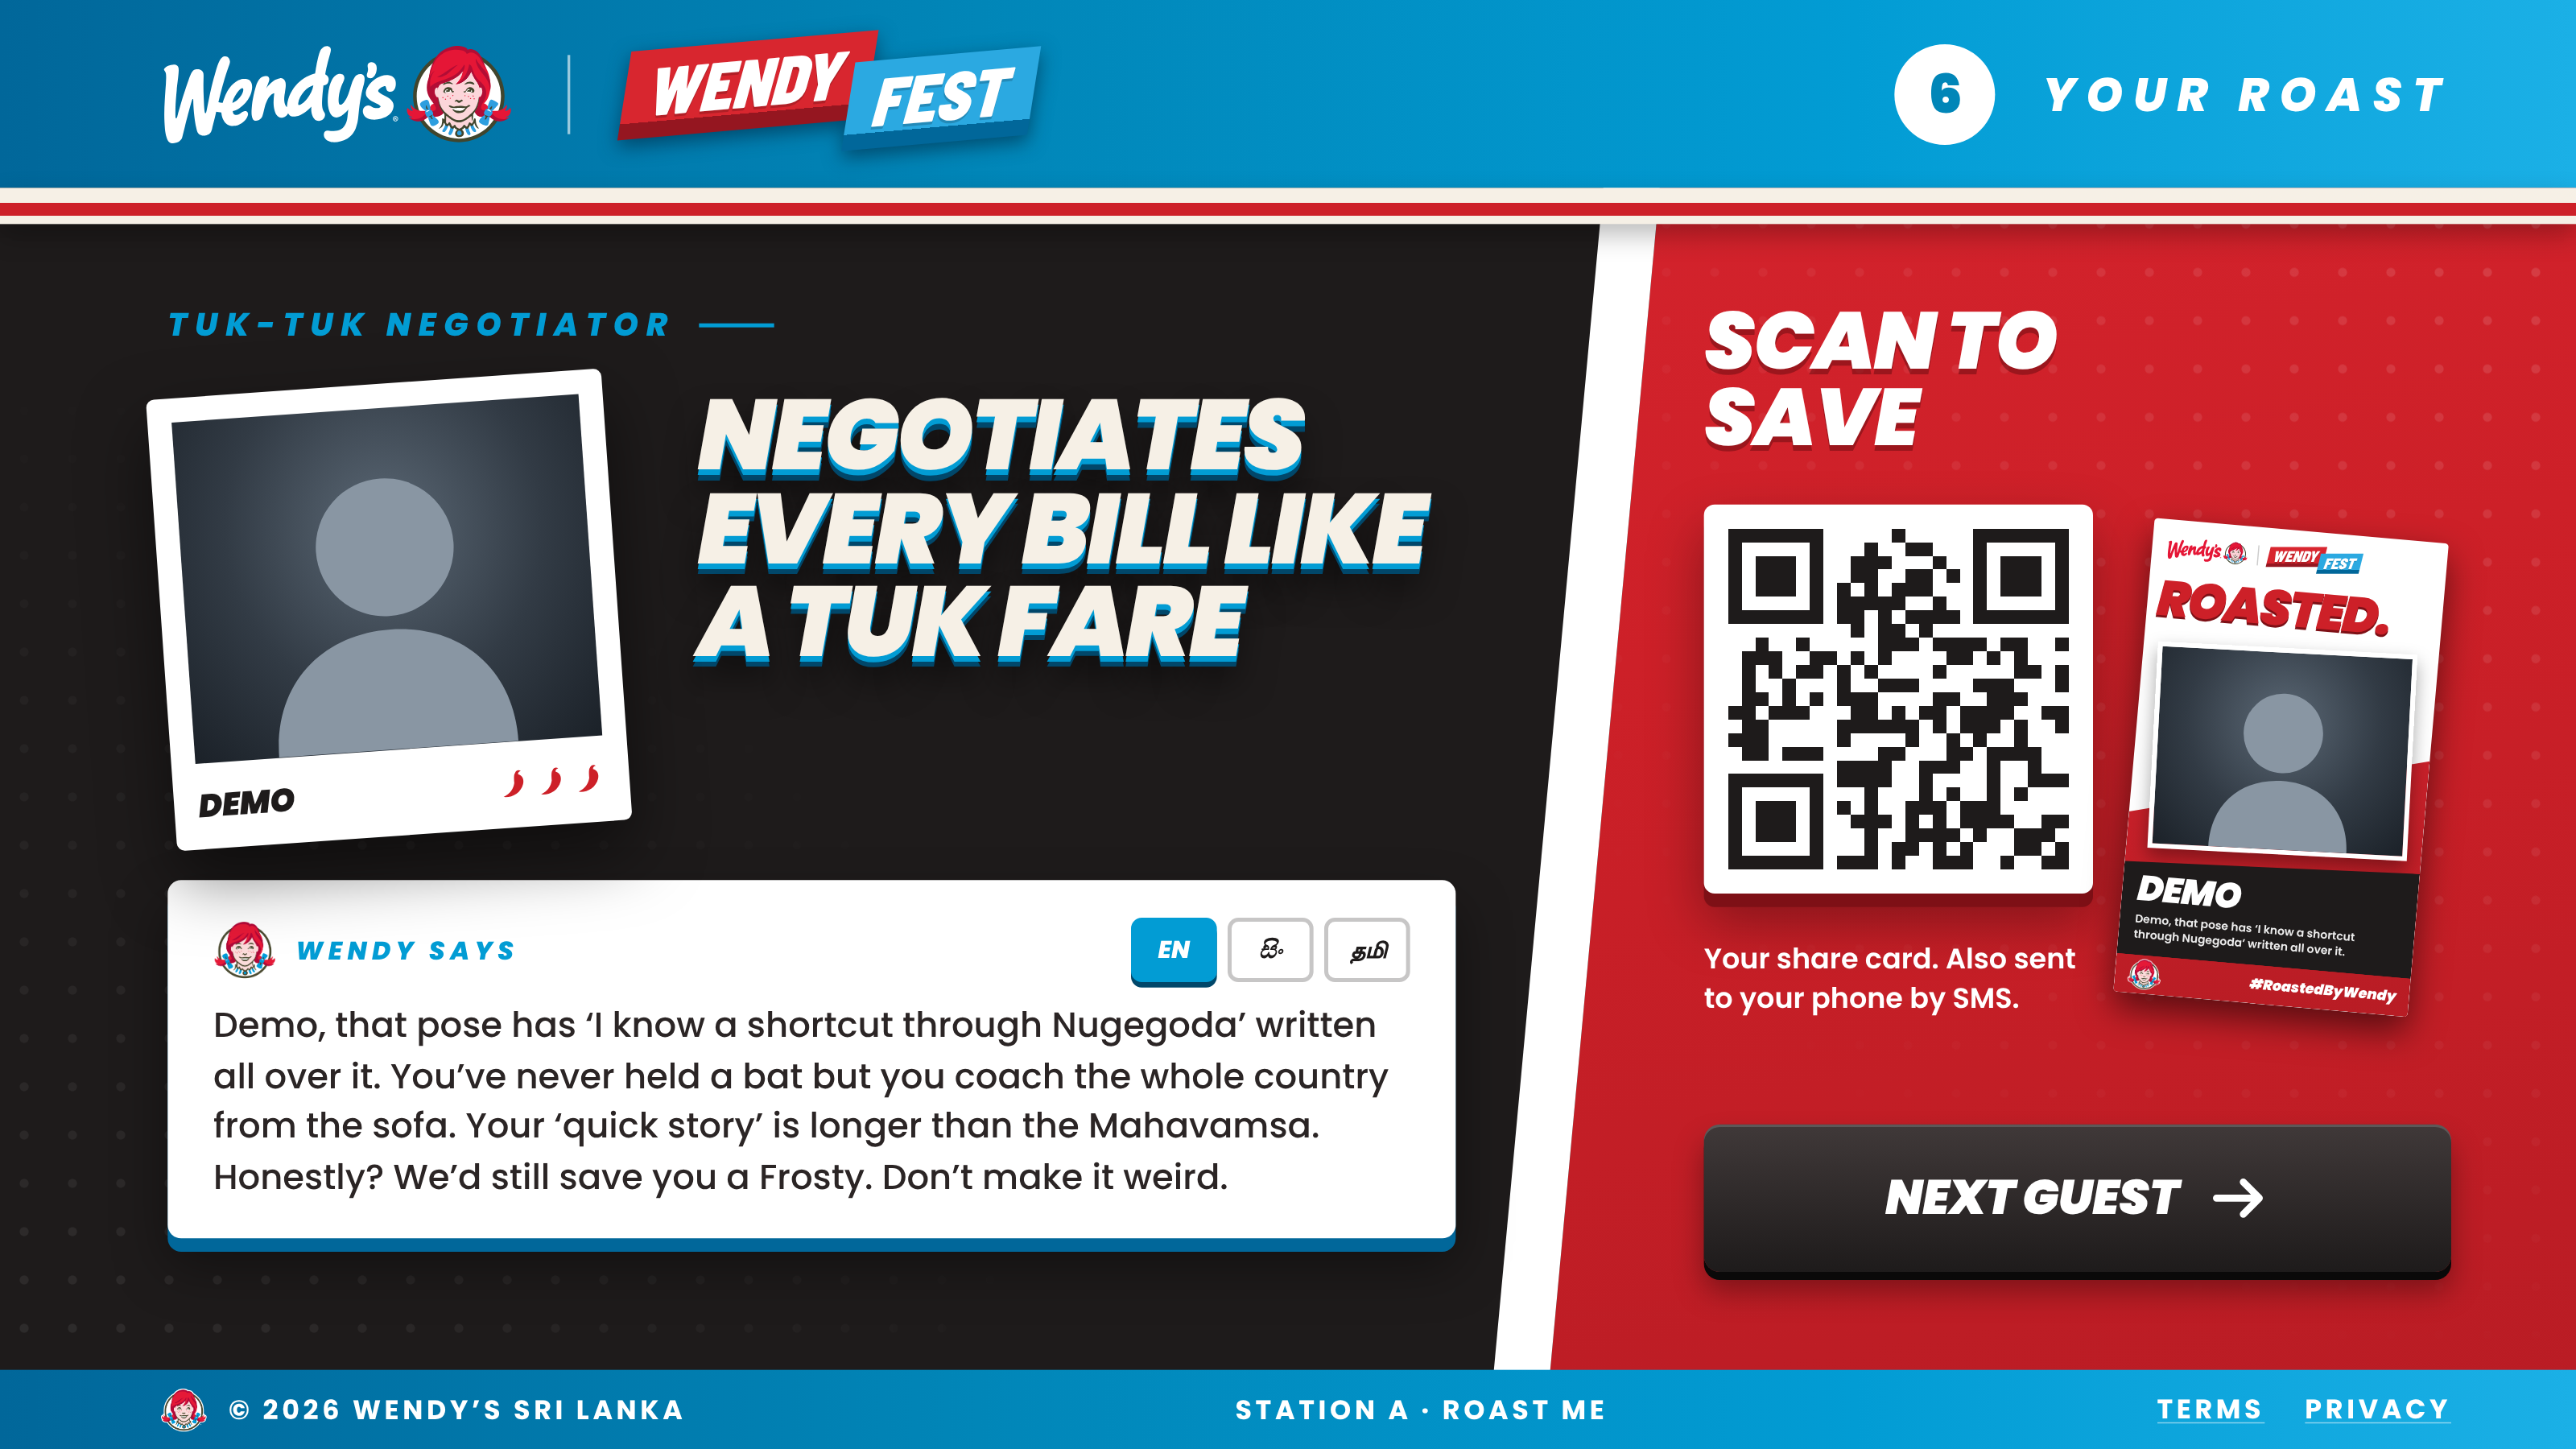 Wendy's
WENDY FEST
6 YOUR ROAST
TUK-TUK NEGOTIATOR
NEGOTIATES
EVERY BILL LIKE
A TUK FARE
DEMO
WENDY SAYS
EN සිං தமி
Demo, that pose has ‘I know a shortcut through Nugegoda’ written
all over it. You’ve never held a bat but you coach the whole country
from the sofa. Your ‘quick story’ is longer than the Mahavamsa.
Honestly? We’d still save you a Frosty. Don’t make it weird.
SCAN TO
SAVE
Wendy's WENDY FEST
ROASTED.
DEMO
Demo, that pose has ‘I know a shortcut
through Nugegoda’ written all over it.
#RoastedByWendy
Your share card. Also sent
to your phone by SMS.
NEXT GUEST →
© 2026 WENDY’S SRI LANKA
STATION A · ROAST ME
TERMS PRIVACY